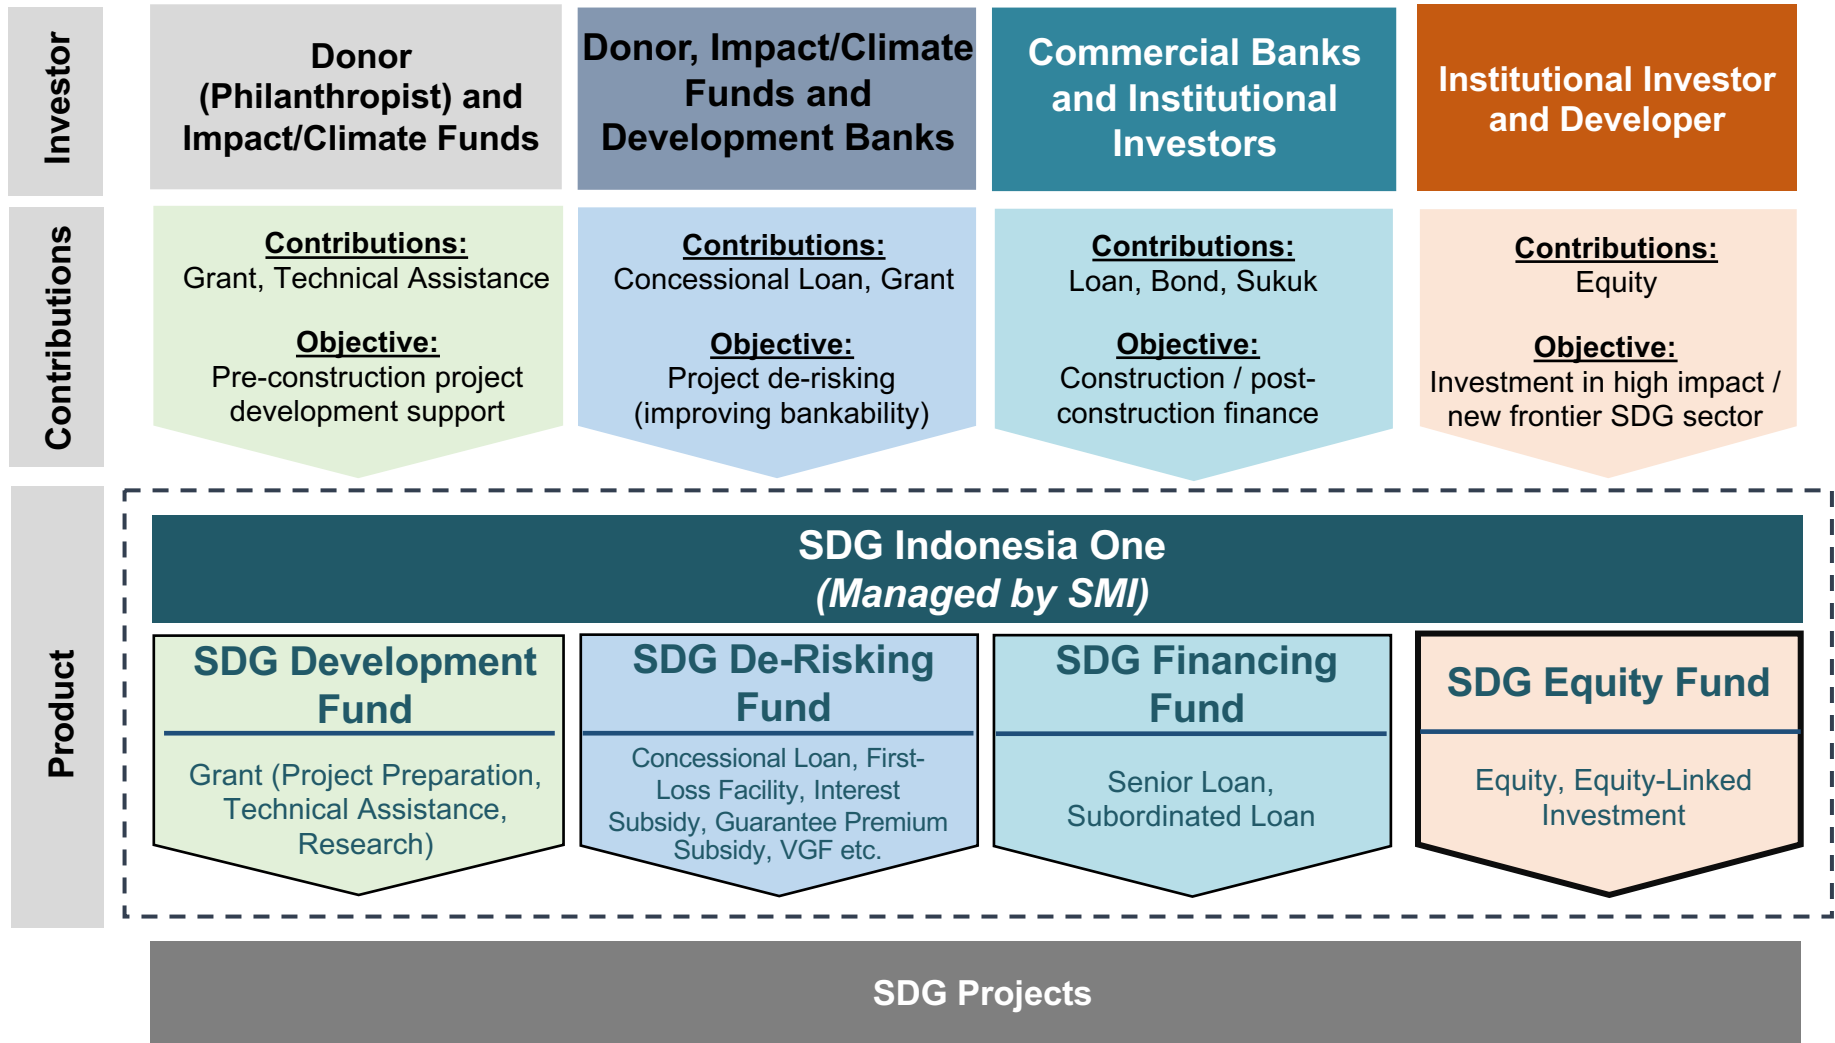 Investor
Donor
(Philanthropist) and
Impact/Climate Funds
Donor, Impact/Climate
Funds and
Development Banks
Commercial Banks
and Institutional
Investors
Institutional Investor
and Developer
Contributions
Contributions:
Grant, Technical Assistance
Objective:
Pre-construction project
development support
Contributions:
Concessional Loan, Grant
Objective:
Project de-risking
(improving bankability)
Contributions:
Loan, Bond, Sukuk
Objective:
Construction / post-
construction finance
Contributions:
Equity
Objective:
Investment in high impact /
new frontier SDG sector
Product
SDG Indonesia One
(Managed by SMI)
SDG Development
Fund
Grant (Project Preparation,
Technical Assistance,
Research)
SDG De-Risking
Fund
Concessional Loan, First-
Loss Facility, Interest
Subsidy, Guarantee Premium
Subsidy, VGF etc.
SDG Financing
Fund
Senior Loan,
Subordinated Loan
SDG Equity Fund
Equity, Equity-Linked
Investment
SDG Projects